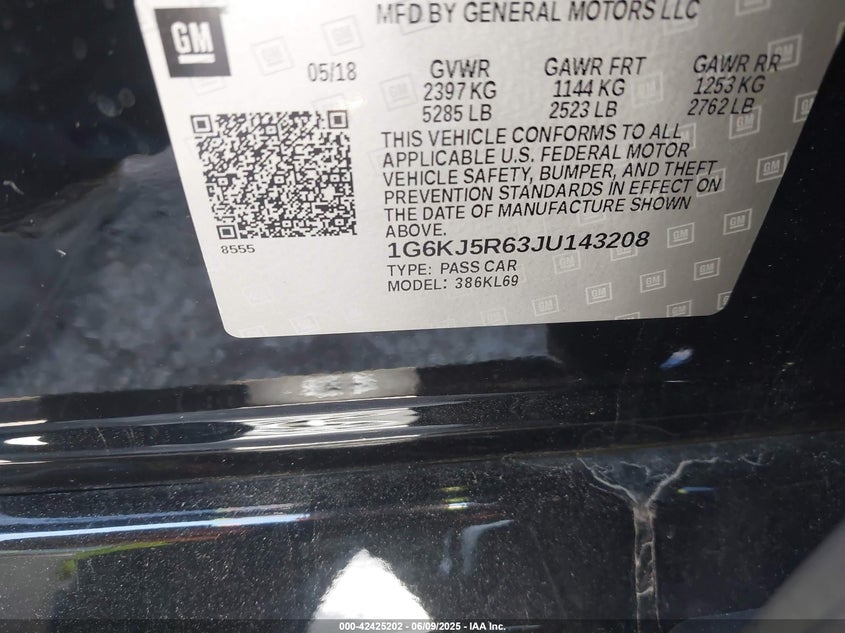 GM
MFD BY GENERAL MOTORS LLC
05/18 GVWR GAWR FRT GAWR RR
2397 KG 1144 KG 1253 KG
5285 LB 2523 LB 2762 LB
THIS VEHICLE CONFORMS TO ALL
APPLICABLE U.S. FEDERAL MOTOR
VEHICLE SAFETY, BUMPER, AND THEFT
PREVENTION STANDARDS IN EFFECT ON
THE DATE OF MANUFACTURE SHOWN
ABOVE.
8555
1G6KJ5R63JU143208
TYPE: PASS CAR
MODEL: 386KL69
000-42425202 - 06/09/2025 - IAA Inc.